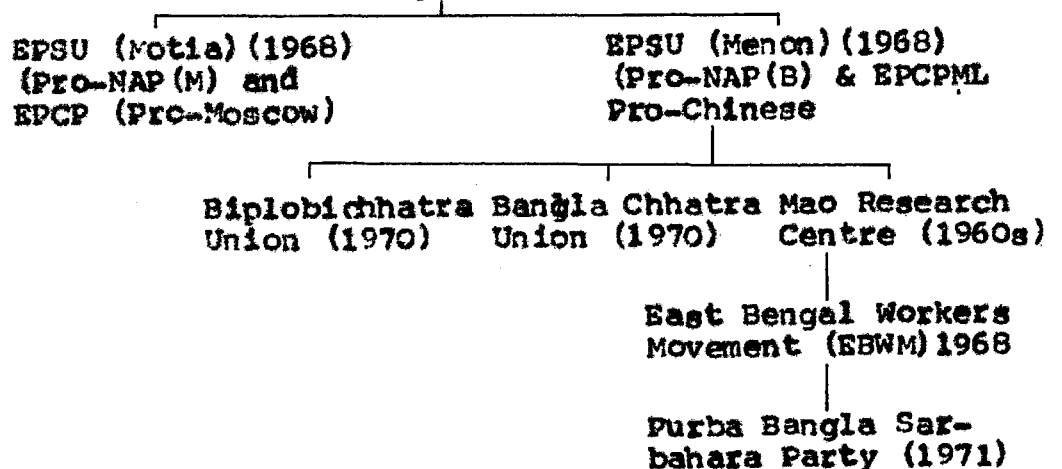 EPSU (Motia) (1968)
(Pro-NAP (M) and
EPCP (Pro-Moscow)
EPSU (Menon) (1968)
(Pro-NAP (B) & EPCPML
Pro-Chinese
Biplobichhatra
Union (1970)
Bangla Chhatra
Union (1970)
Mao Research
Centre (1960s)
East Bengal Workers
Movement (EBWM) 1968
Purba Bangla Sar-
bahara Party (1971)